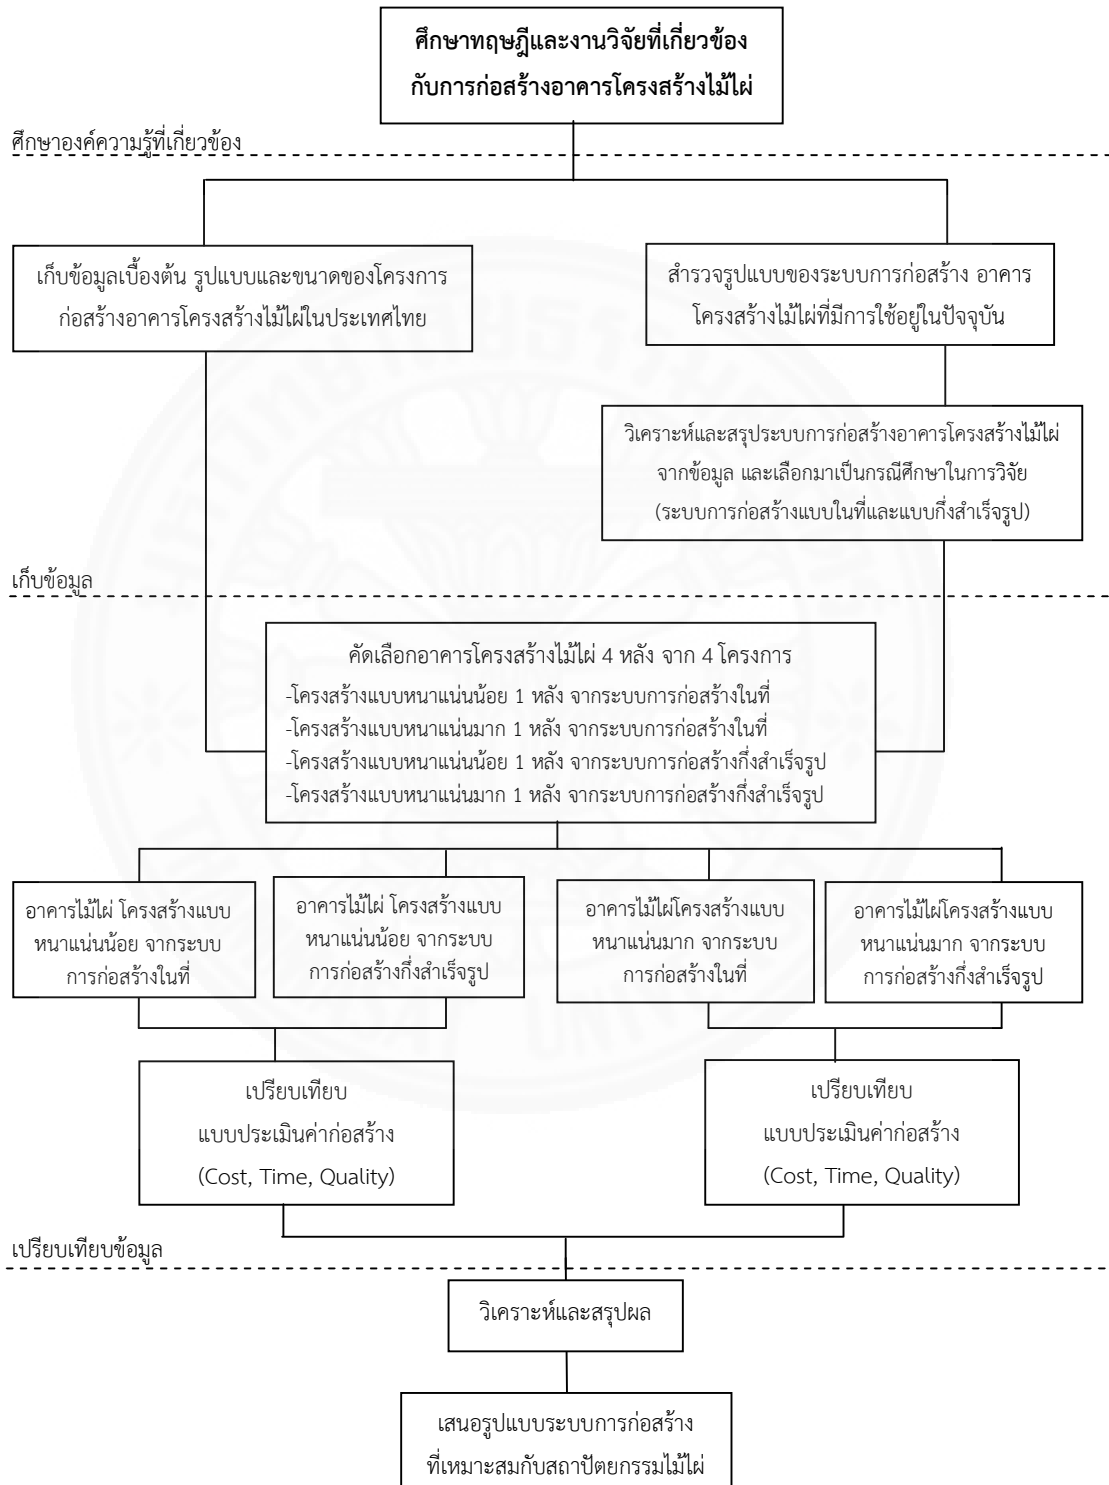 ศึกษาทฤษฎีและงานวิจัยที่เกี่ยวข้อง
กับการก่อสร้างอาคารโครงสร้างไม้ไผ่
ศึกษาองค์ความรู้ที่เกี่ยวข้อง
เก็บข้อมูลเบื้องต้น รูปแบบและขนาดของโครงการ
ก่อสร้างอาคารโครงสร้างไม้ไผ่ในประเทศไทย
สำรวจรูปแบบของระบบการก่อสร้าง อาคาร
โครงสร้างไม้ไผ่ที่มีการใช้อยู่ในปัจจุบัน
วิเคราะห์และสรุประบบการก่อสร้างอาคารโครงสร้างไม้ไผ่
จากข้อมูล และเลือกมาเป็นกรณีศึกษาในการวิจัย
(ระบบการก่อสร้างแบบในที่และแบบกึ่งสำเร็จรูป)
เก็บข้อมูล
คัดเลือกอาคารโครงสร้างไม้ไผ่ 4 หลัง จาก 4 โครงการ
-โครงสร้างแบบหนาแน่นน้อย 1 หลัง จากระบบการก่อสร้างในที่
-โครงสร้างแบบหนาแน่นมาก 1 หลัง จากระบบการก่อสร้างในที่
-โครงสร้างแบบหนาแน่นน้อย 1 หลัง จากระบบการก่อสร้างกึ่งสำเร็จรูป
-โครงสร้างแบบหนาแน่นมาก 1 หลัง จากระบบการก่อสร้างกึ่งสำเร็จรูป
อาคารไม้ไผ่ โครงสร้างแบบ
หนาแน่นน้อย จากระบบ
การก่อสร้างในที่
อาคารไม้ไผ่ โครงสร้างแบบ
หนาแน่นน้อย จากระบบ
การก่อสร้างกึ่งสำเร็จรูป
อาคารไม้ไผ่โครงสร้างแบบ
หนาแน่นมาก จากระบบ
การก่อสร้างในที่
อาคารไม้ไผ่โครงสร้างแบบ
หนาแน่นมาก จากระบบ
การก่อสร้างกึ่งสำเร็จรูป
เปรียบเทียบ
แบบประเมินค่าก่อสร้าง
(Cost, Time, Quality)
เปรียบเทียบ
แบบประเมินค่าก่อสร้าง
(Cost, Time, Quality)
เปรียบเทียบข้อมูล
วิเคราะห์และสรุปผล
เสนอรูปแบบระบบการก่อสร้าง
ที่เหมาะสมกับสถาปัตยกรรมไม้ไผ่